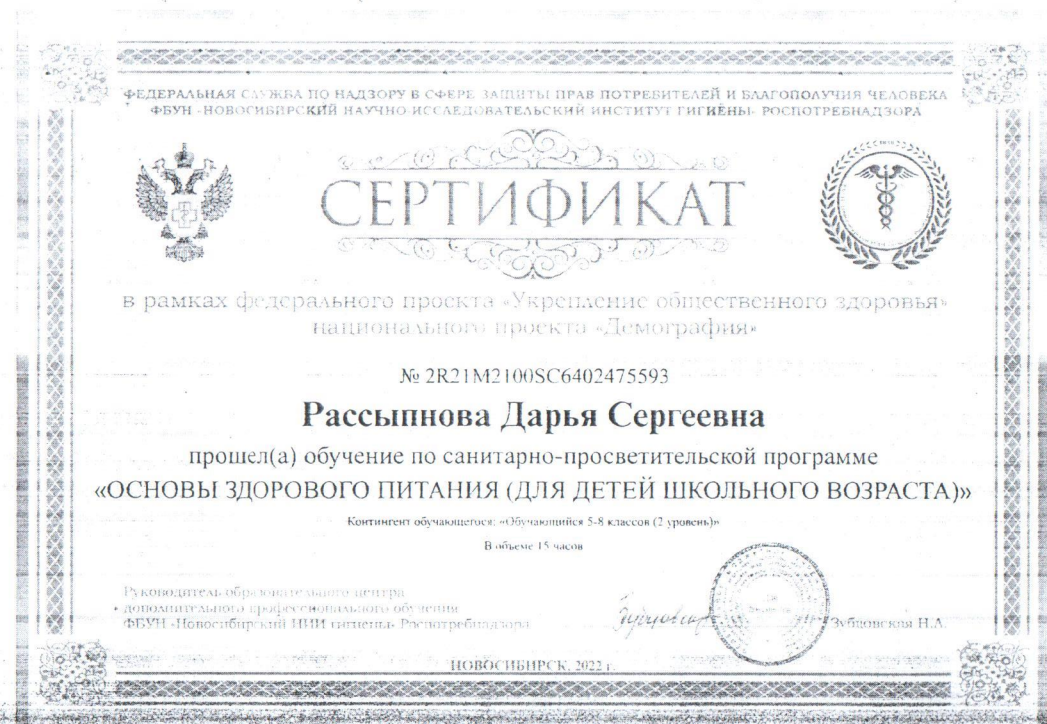 ФЕДЕРАЛЬНАЯ СЛУЖБА ПО НАДЗОРУ В СФЕРЕ ЗАЩИТЫ ПРАВ ПОТРЕБИТЕЛЕЙ И БЛАГОПОЛУЧИЯ ЧЕЛОВЕКА
ФБУН «НОВОСИБИРСКИЙ НАУЧНО-ИССЛЕДОВАТЕЛЬСКИЙ ИНСТИТУТ ГИГИЕНЫ» РОСПОТРЕБНАДЗОРА
СЕРТИФИКАТ
в рамках федерального проекта «Укрепление общественного здоровья»
национального проекта «Демография»
№ 2R21M2100SC6402475593
Рассыпнова Дарья Сергеевна
прошел(а) обучение по санитарно-просветительской программе
«ОСНОВЫ ЗДОРОВОГО ПИТАНИЯ (ДЛЯ ДЕТЕЙ ШКОЛЬНОГО ВОЗРАСТА)»
Контингент обучающегося: «Обучающийся 5-8 классов (2 уровень)»
В объеме 15 часов
Руководитель образовательного центра
дополнительного профессионального обучения
ФБУН «Новосибирский НИИ гигиены» Роспотребнадзора
Зубцовская Н.А.
НОВОСИБИРСК, 2022 г.